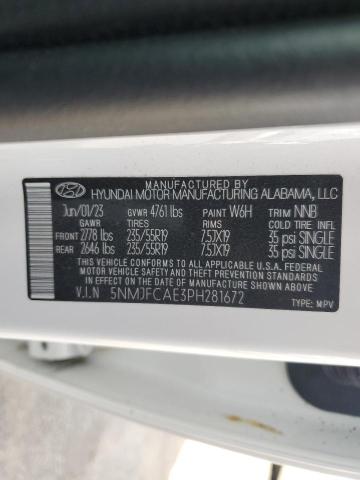 MANUFACTURED BY
HYUNDAI MOTOR MANUFACTURING ALABAMA, LLC
Jun/01/23 GVWR 4761 lbs PAINT W6H TRIM NNB
GAWR TIRES RIMS COLD TIRE INFL
FRONT 2778 lbs 235/55R19 7.5JX19 35 psi SINGLE
REAR 2646 lbs 235/55R19 7.5JX19 35 psi SINGLE
THIS VEHICLE CONFORMS TO ALL APPLICABLE U.S.A. FEDERAL
MOTOR VEHICLE SAFETY AND THEFT PREVENTION STANDARDS
IN EFFECT ON THE DATE OF MANUFACTURE SHOWN ABOVE.
V.I.N 5NMJFCAE3PH281672 TYPE: MPV